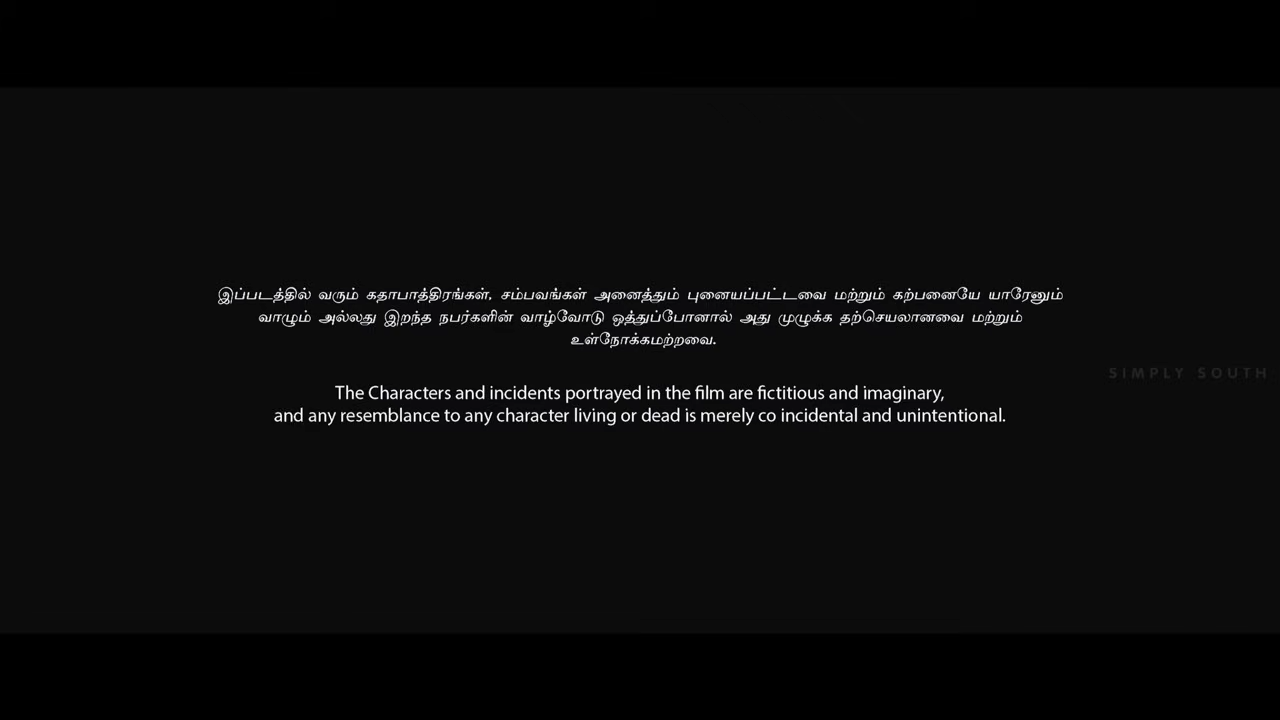 இப்படத்தில் வரும் கதாபாத்திரங்கள், சம்பவங்கள் அனைத்தும் புனையப்பட்டவை மற்றும் கற்பனையே யாரேனும்
வாழும் அல்லது இறந்த நபர்களின் வாழ்வோடு ஒத்துப்போனால் அது முழுக்க தற்செயலானவை மற்றும்
உள்நோக்கமற்றவை.
SIMPLY SOUTH
The Characters and incidents portrayed in the film are fictitious and imaginary,
and any resemblance to any character living or dead is merely co incidental and unintentional.